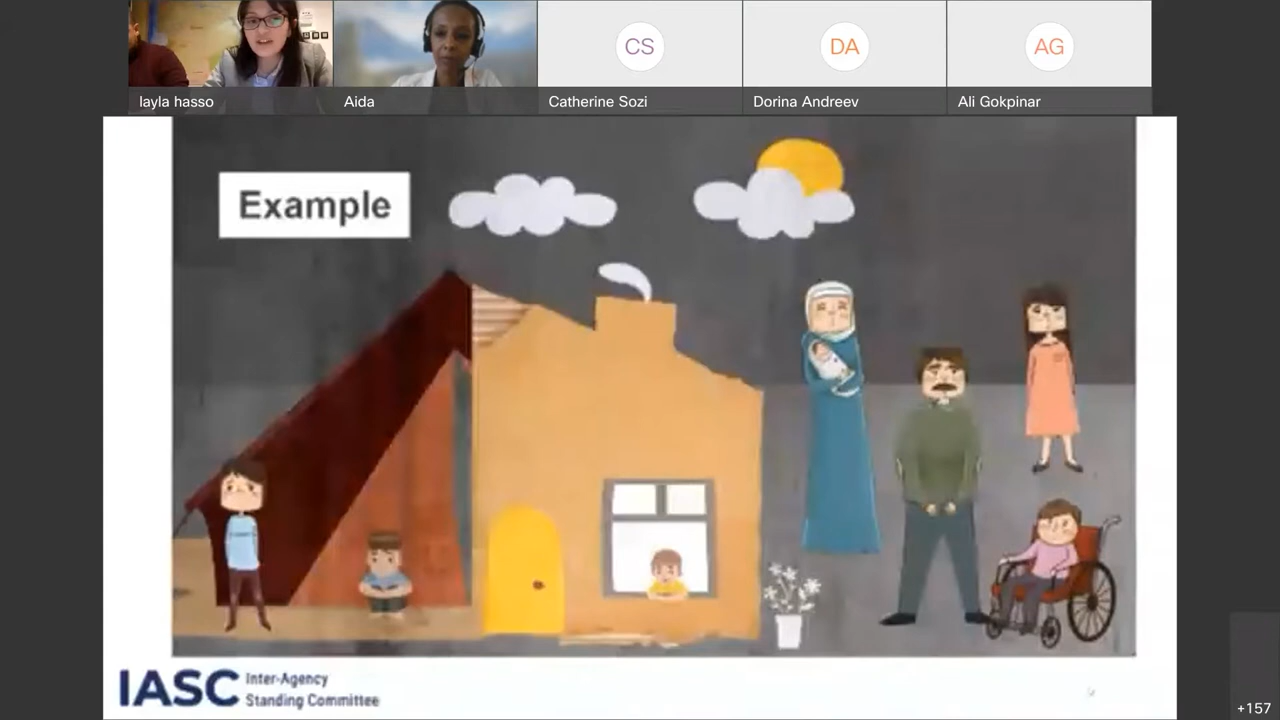 layla hasso
Aida
CS
Catherine Sozi
DA
Dorina Andreev
AG
Ali Gokpinar
Example
IASC
Inter-Agency
Standing Committee
+157